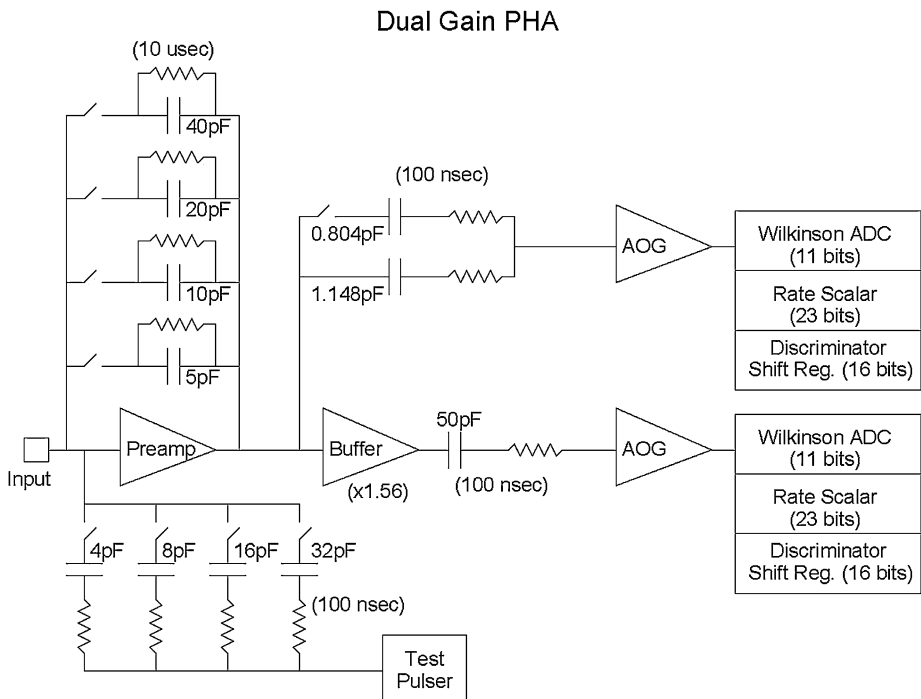 Dual Gain PHA
(10 usec)
40pF
20pF
10pF
5pF
(100 nsec)
0.804pF
1.148pF
AOG
Wilkinson ADC
(11 bits)
Rate Scalar
(23 bits)
Discriminator
Shift Reg. (16 bits)
Input
Preamp
Buffer
(x1.56)
50pF
(100 nsec)
AOG
Wilkinson ADC
(11 bits)
Rate Scalar
(23 bits)
Discriminator
Shift Reg. (16 bits)
4pF
8pF
16pF
32pF
(100 nsec)
Test
Pulser